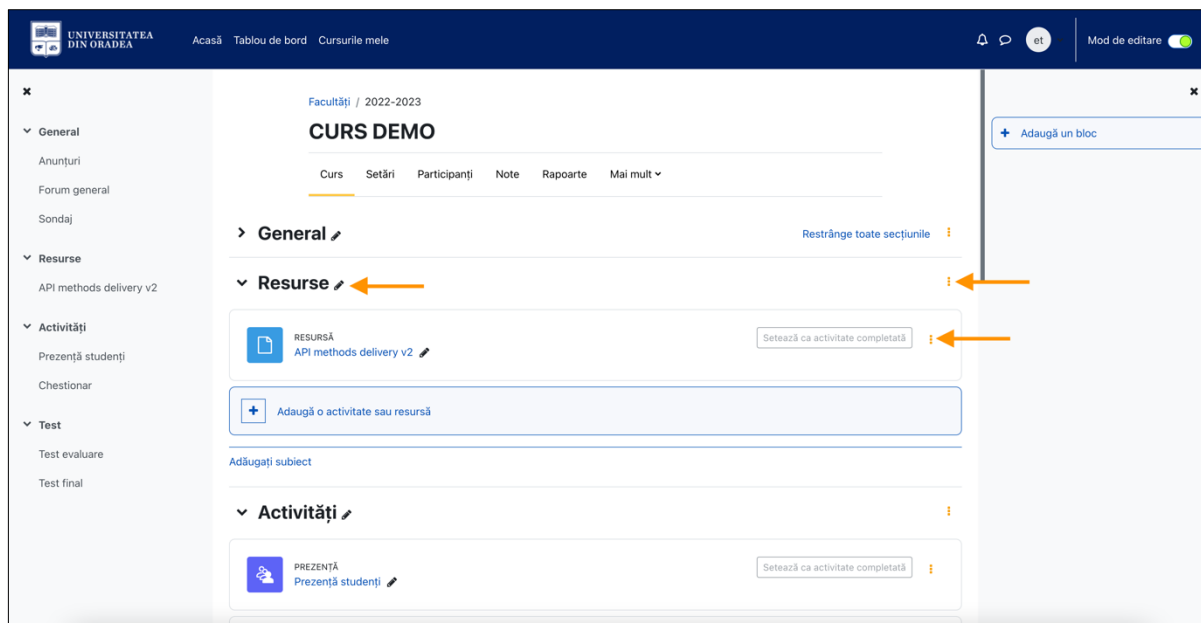 UNIVERSITATEA
DIN ORADEA
Acasă Tablou de bord Cursurile mele
et
Mod de editare
Facultăți / 2022-2023
CURS DEMO
Curs Setări Participanți Note Rapoarte Mai mult
General
Anunțuri
Forum general
Sondaj
Resurse
API methods delivery v2
Activități
Prezență studenți
Chestionar
Test
Test evaluare
Test final
General
Restrânge toate secțiunile
Resurse
RESURSĂ
API methods delivery v2
Setează ca activitate completată
Adaugă o activitate sau resursă
Adăugați subiect
Activități
PREZENȚĂ
Prezență studenți
Setează ca activitate completată
Adaugă un bloc